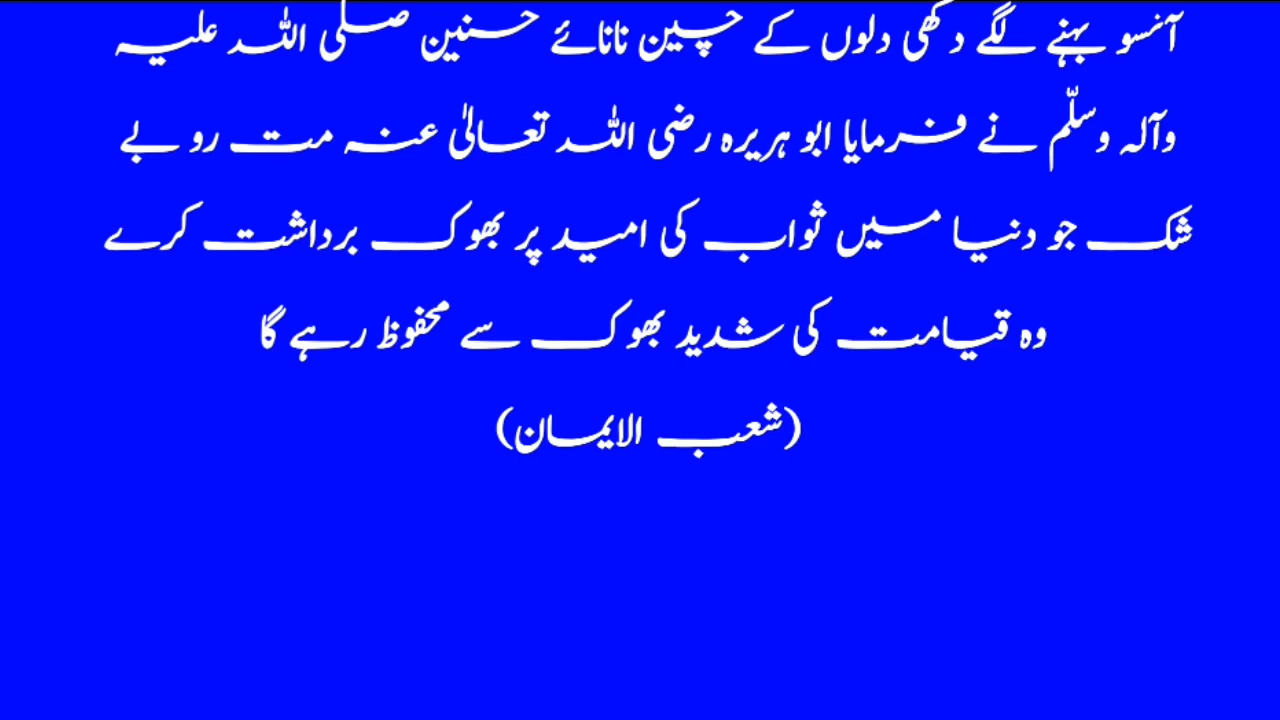 آنسو بہنے لگے دکھی دلوں کے چین نانائے حسنین صلی اللہ علیہ
وآلہ وسلّم نے فرمایا ابو ہریرہ رضی اللہ تعالیٰ عنہ مت رو بے
شک جو دنیا میں ثواب کی امید پر بھوک برداشت کرے
وہ قیامت کی شدید بھوک سے محفوظ رہے گا
(شعب الایمان)